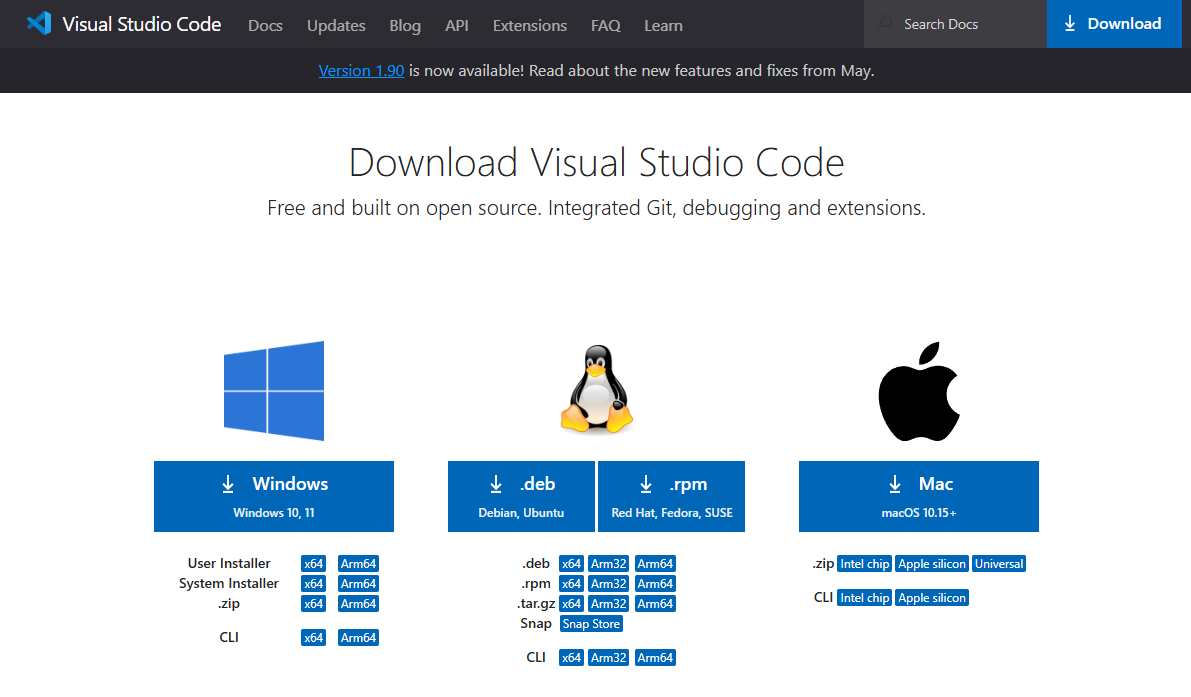 Visual Studio Code Docs Updates Blog API Extensions FAQ Learn Search Docs Download
Version 1.90 is now available! Read about the new features and fixes from May.
Download Visual Studio Code
Free and built on open source. Integrated Git, debugging and extensions.
Windows
Windows 10, 11
User Installer x64 Arm64
System Installer x64 Arm64
.zip x64 Arm64
CLI x64 Arm64
.deb
Debian, Ubuntu
.rpm
Red Hat, Fedora, SUSE
.deb x64 Arm32 Arm64
.rpm x64 Arm32 Arm64
.tar.gz x64 Arm32 Arm64
Snap Snap Store
CLI x64 Arm32 Arm64
Mac
macOS 10.15+
.zip Intel chip Apple silicon Universal
CLI Intel chip Apple silicon